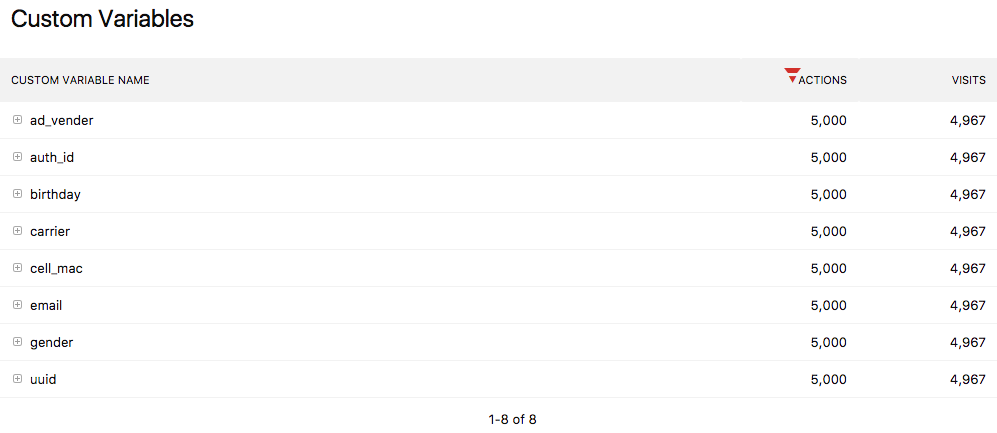 Custom Variables
CUSTOM VARIABLE NAME ACTIONS VISITS
ad_vender 5,000 4,967
auth_id 5,000 4,967
birthday 5,000 4,967
carrier 5,000 4,967
cell_mac 5,000 4,967
email 5,000 4,967
gender 5,000 4,967
uuid 5,000 4,967
1-8 of 8